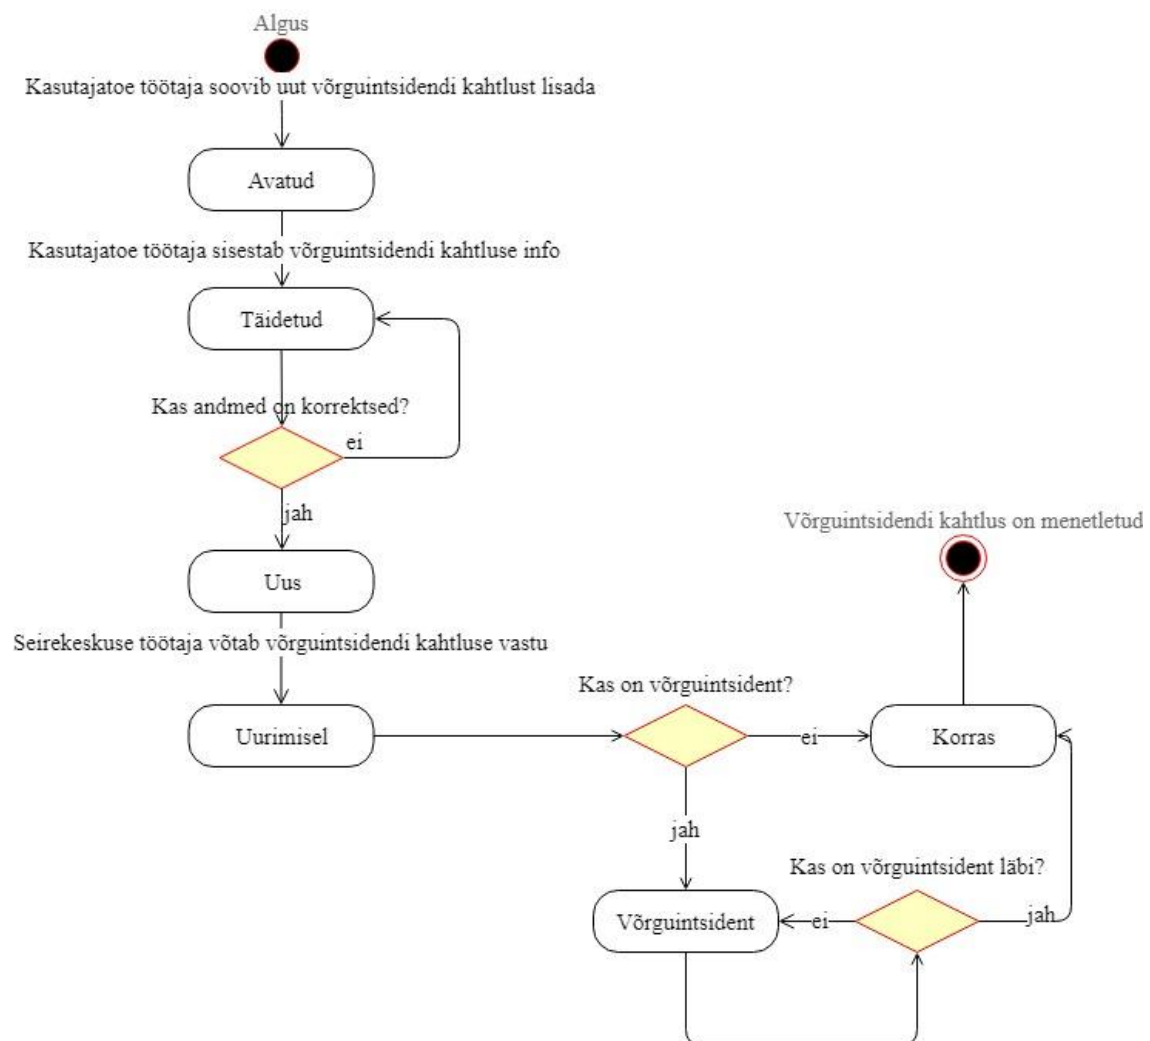 Algus
Kasutajatoe töötaja soovib uut võrguintsidendi kahtlust lisada
Avatud
Kasutajatoe töötaja sisestab võrguintsidendi kahtluse info
Täidetud
Kas andmed on korrektsed?
ei
jah
Uus
Seirekeskuse töötaja võtab võrguintsidendi kahtluse vastu
Uurimisel
Kas on võrguintsident?
ei
Korras
Võrguintsidendi kahtlus on menetletud
jah
Võrguintsident
Kas on võrguintsident läbi?
ei
jah